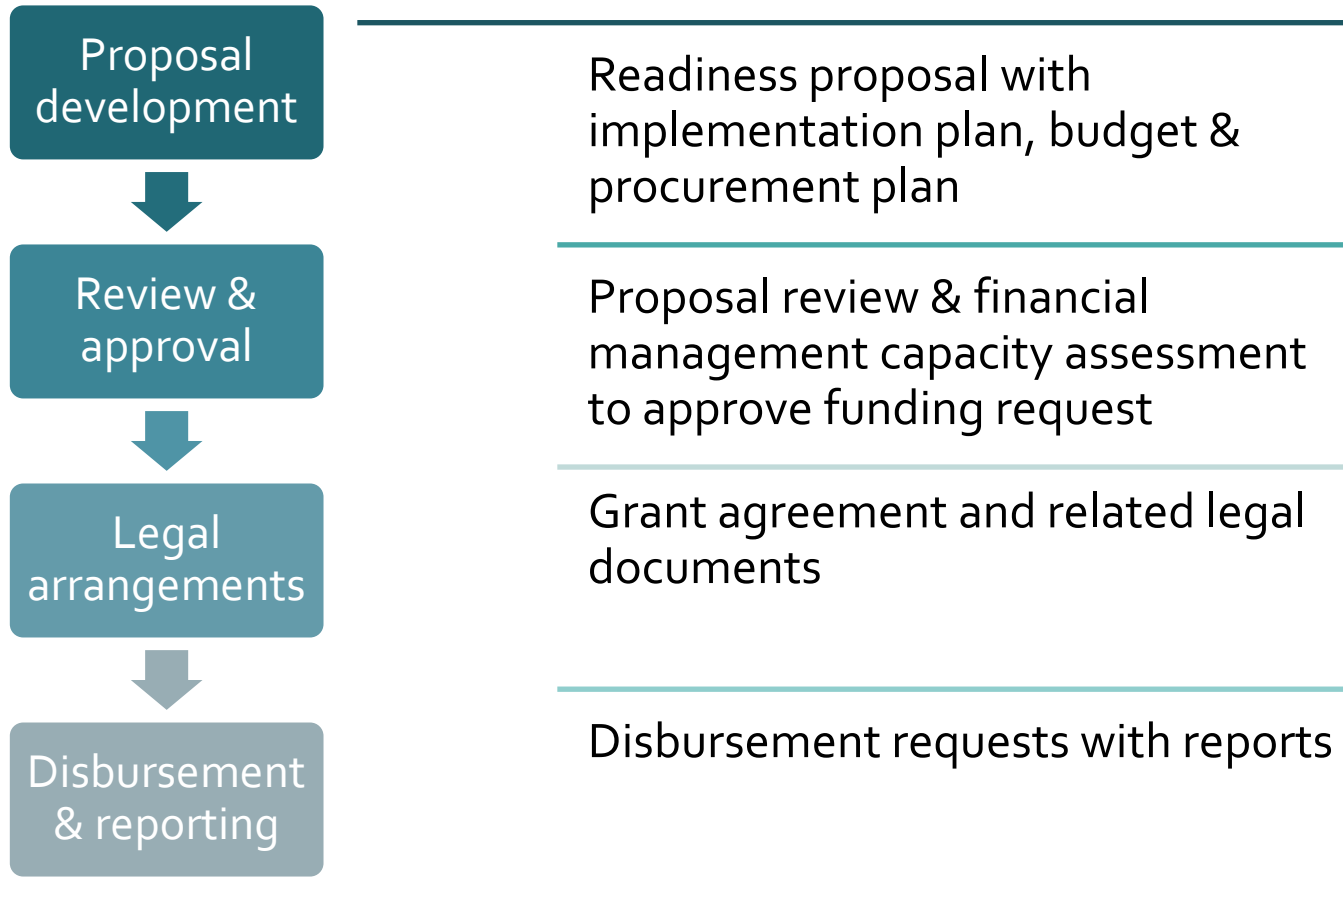 Proposal
development
Readiness proposal with
implementation plan, budget &
procurement plan
Review &
approval
Proposal review & financial
management capacity assessment
to approve funding request
Legal
arrangements
Grant agreement and related legal
documents
Disbursement
& reporting
Disbursement requests with reports